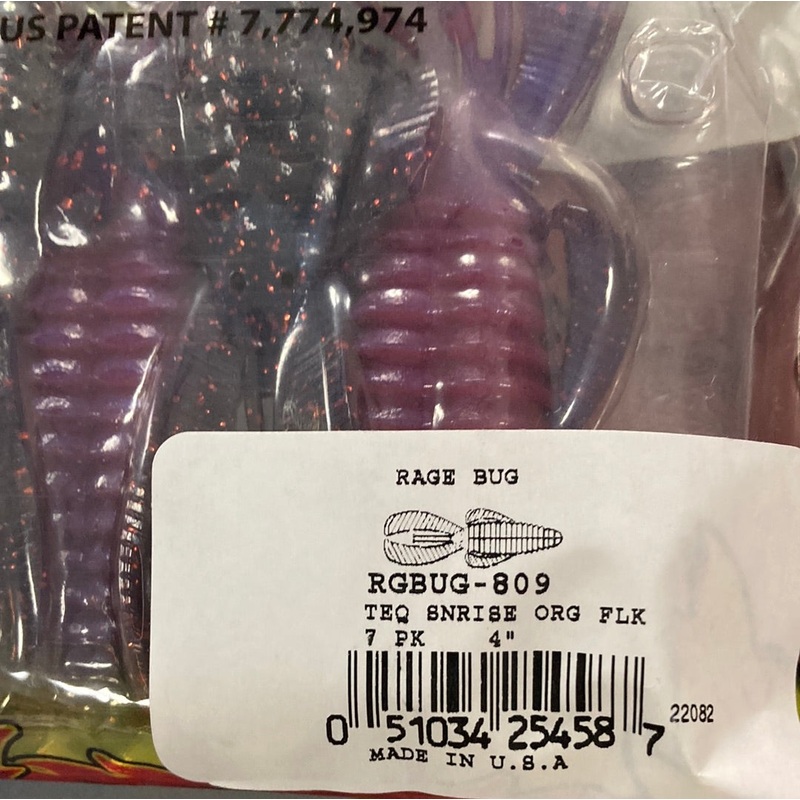 US PATENT # 7,774,974
RAGE BUG
RGBUG-809
TEQ SNRISE ORG FLK
7 PK 4"
0 51034 25458 7
22082
MADE IN U.S.A